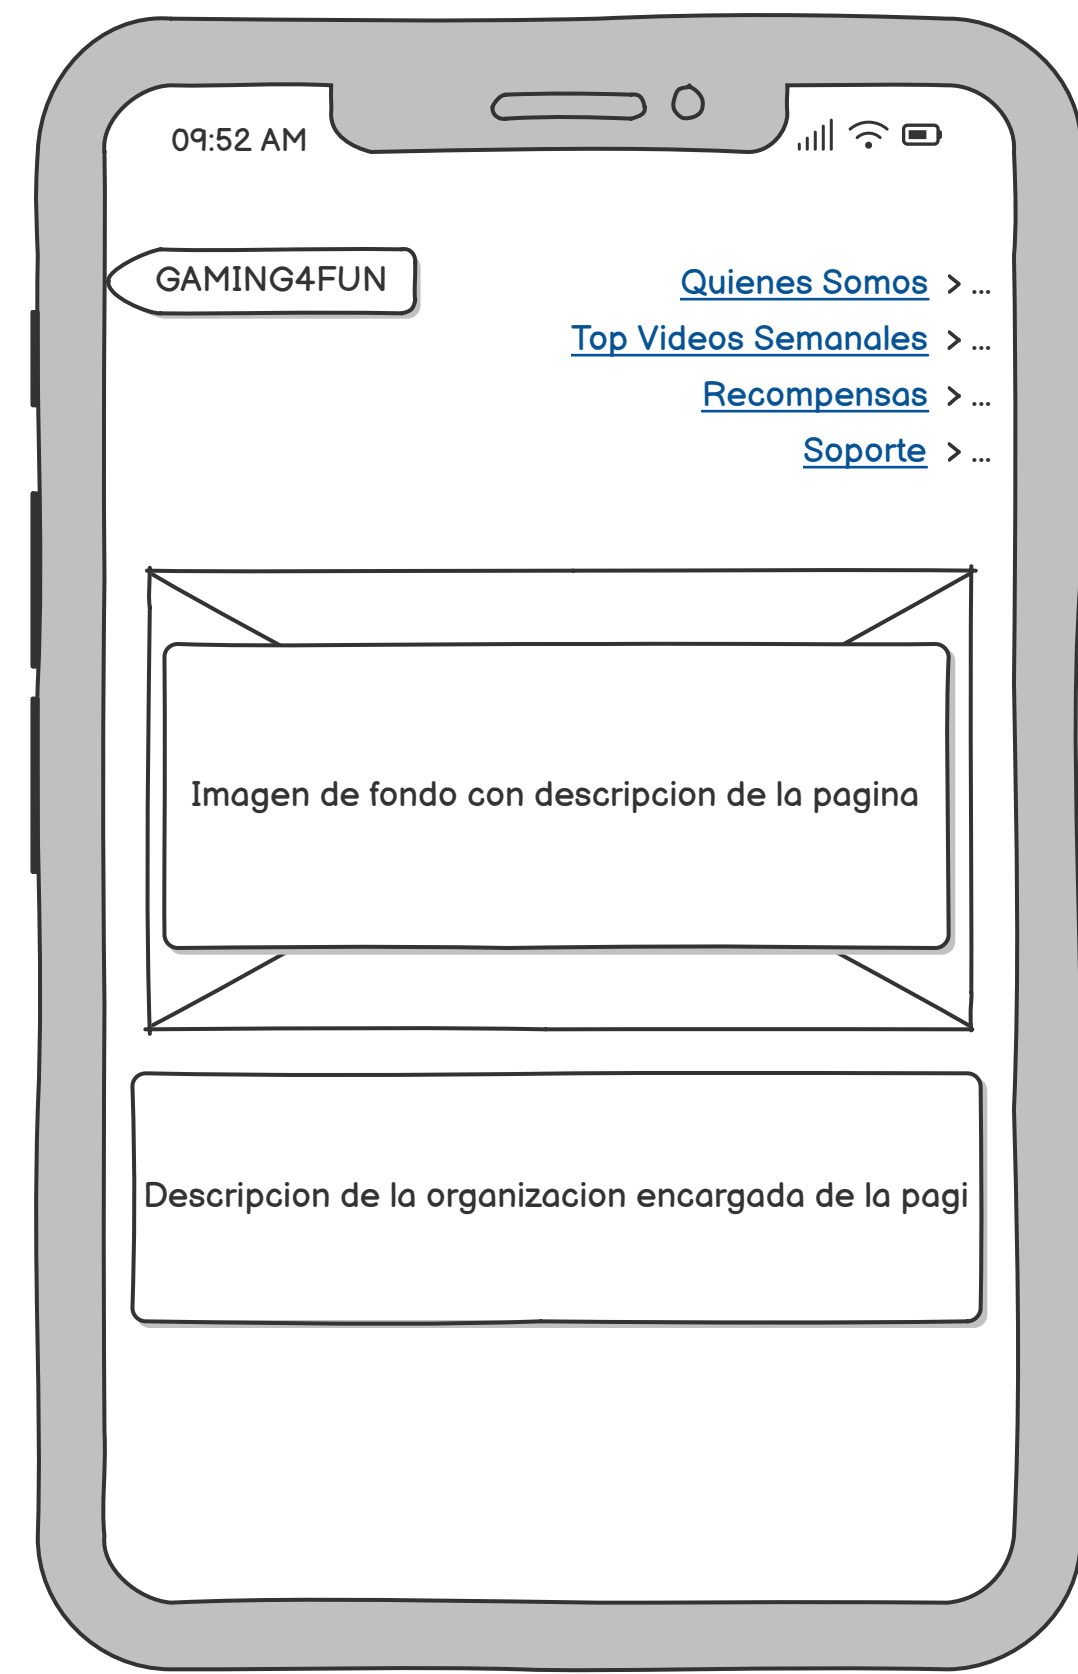 09:52 AM
GAMING4FUN
Quienes Somos > ...
Top Videos Semanales > ...
Recompensas > ...
Soporte > ...
Imagen de fondo con descripcion de la pagina
Descripcion de la organizacion encargada de la pagi